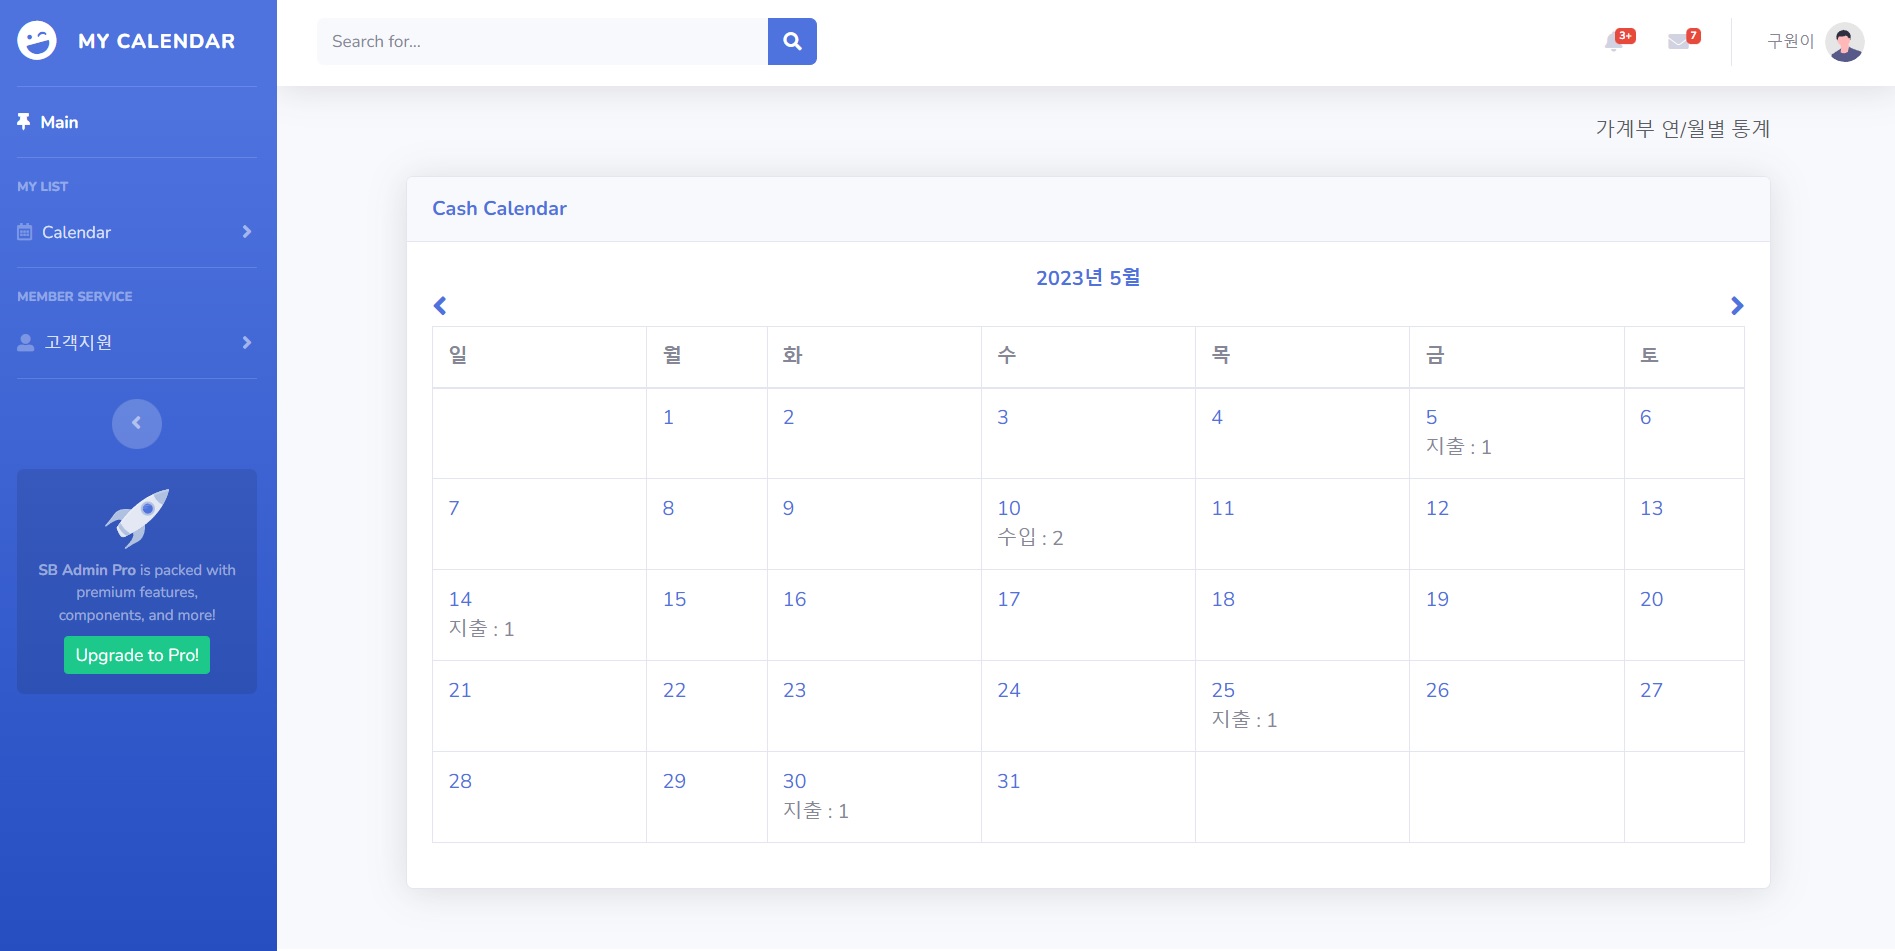 MY CALENDAR
Search for...
3+
7
구원이
Main
가계부 연/월별 통계
MY LIST
Calendar
MEMBER SERVICE
고객지원
SB Admin Pro is packed with
premium features,
components, and more!
Upgrade to Pro!
Cash Calendar
2023년 5월
일 월 화 수 목 금 토
1 2 3 4 5 6
지출 : 1
7 8 9 10 11 12 13
수입 : 2
14 15 16 17 18 19 20
지출 : 1
21 22 23 24 25 26 27
지출 : 1
28 29 30 31
지출 : 1